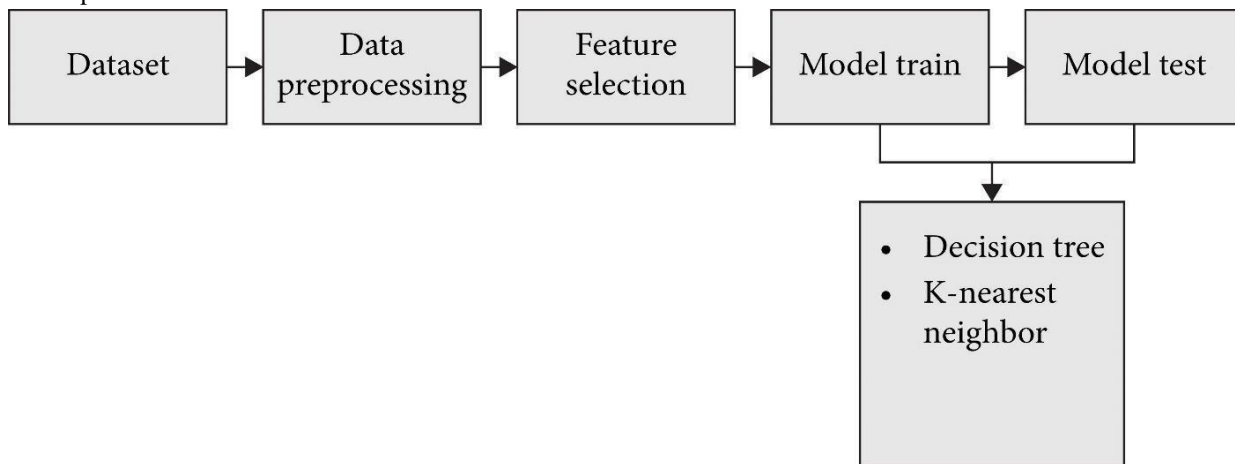 Dataset
Data
preprocessing
Feature
selection
Model train
Model test
• Decision tree
• K-nearest
neighbor